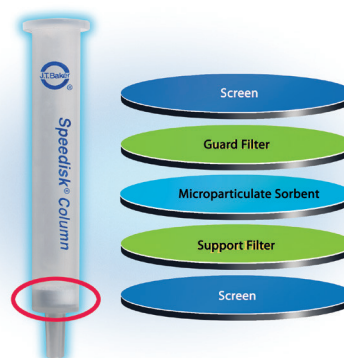 J.T.Baker
®
Speedisk® Column
Screen
Guard Filter
Microparticulate Sorbent
Support Filter
Screen